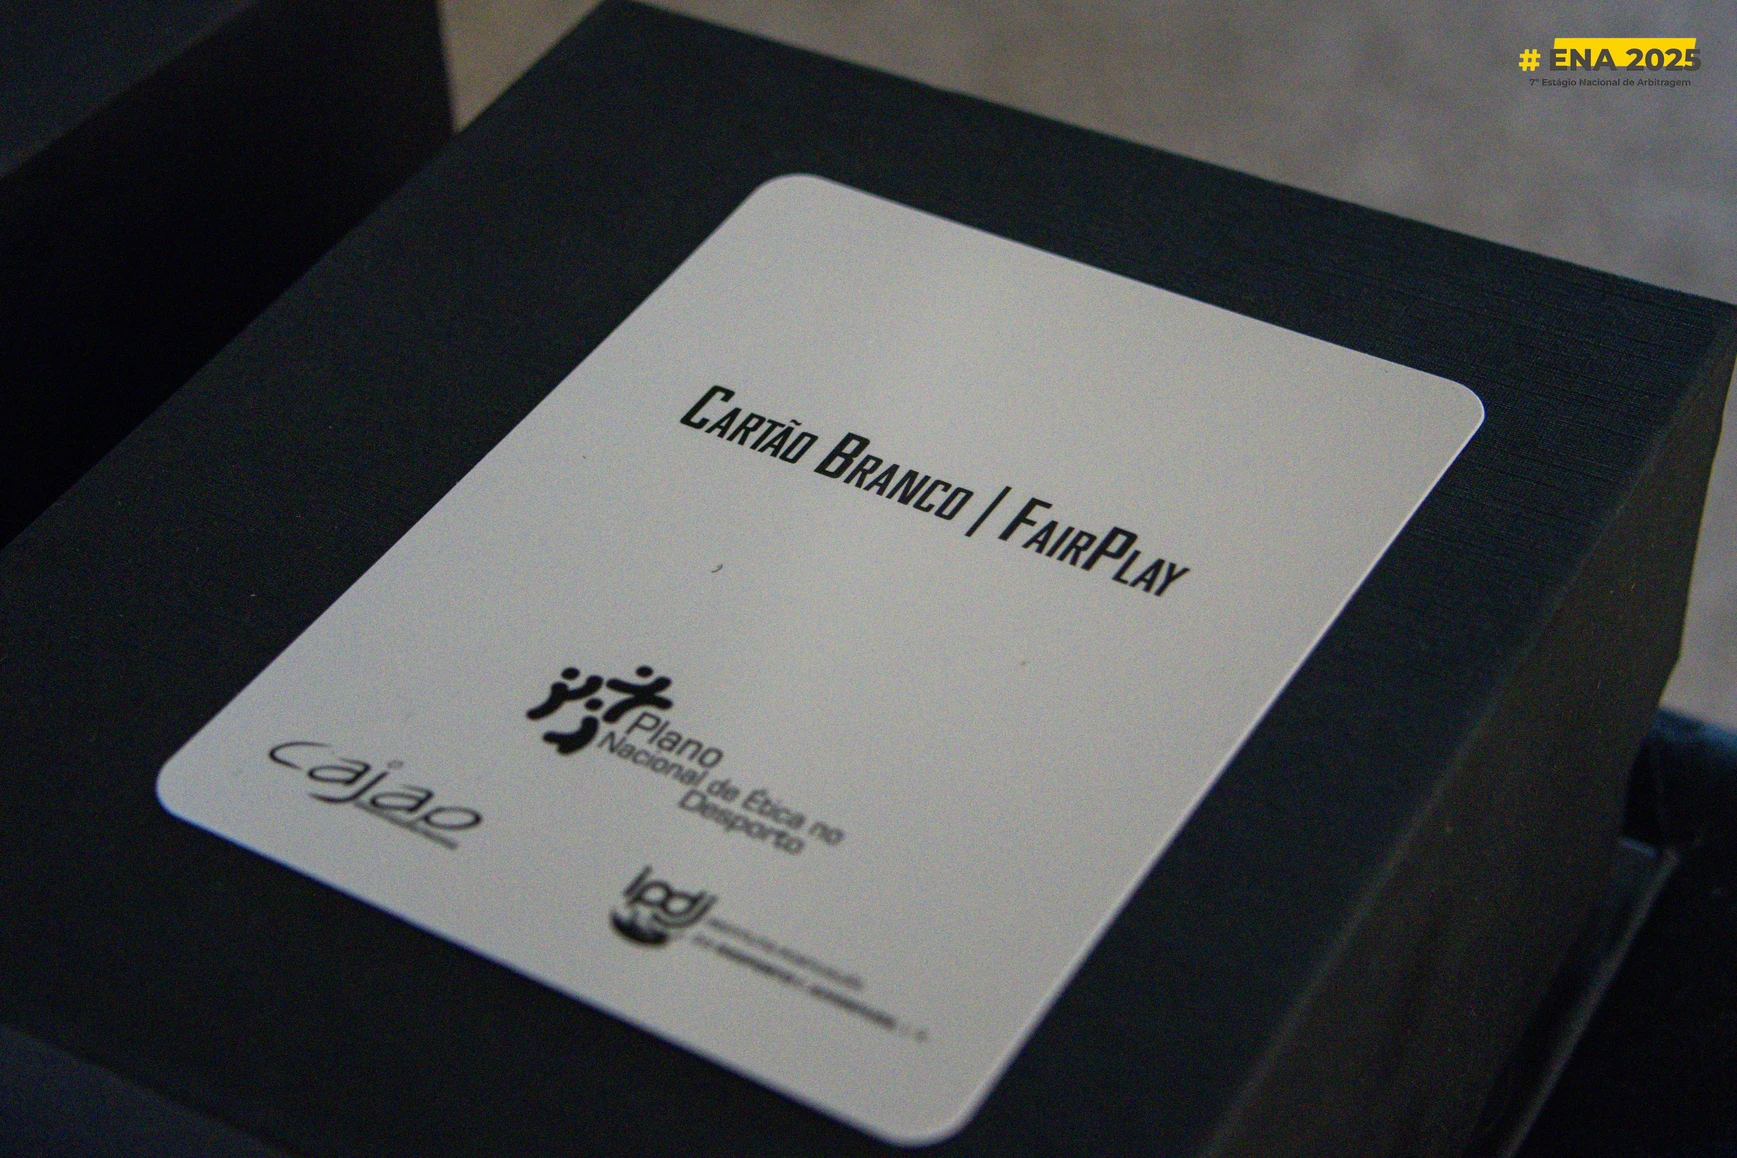 # ENA 2025
7º Estágio Nacional de Arbitragem
CARTÃO BRANCO | FAIRPLAY
Plano
Nacional de Ética no
Desporto
cajap
ipdj